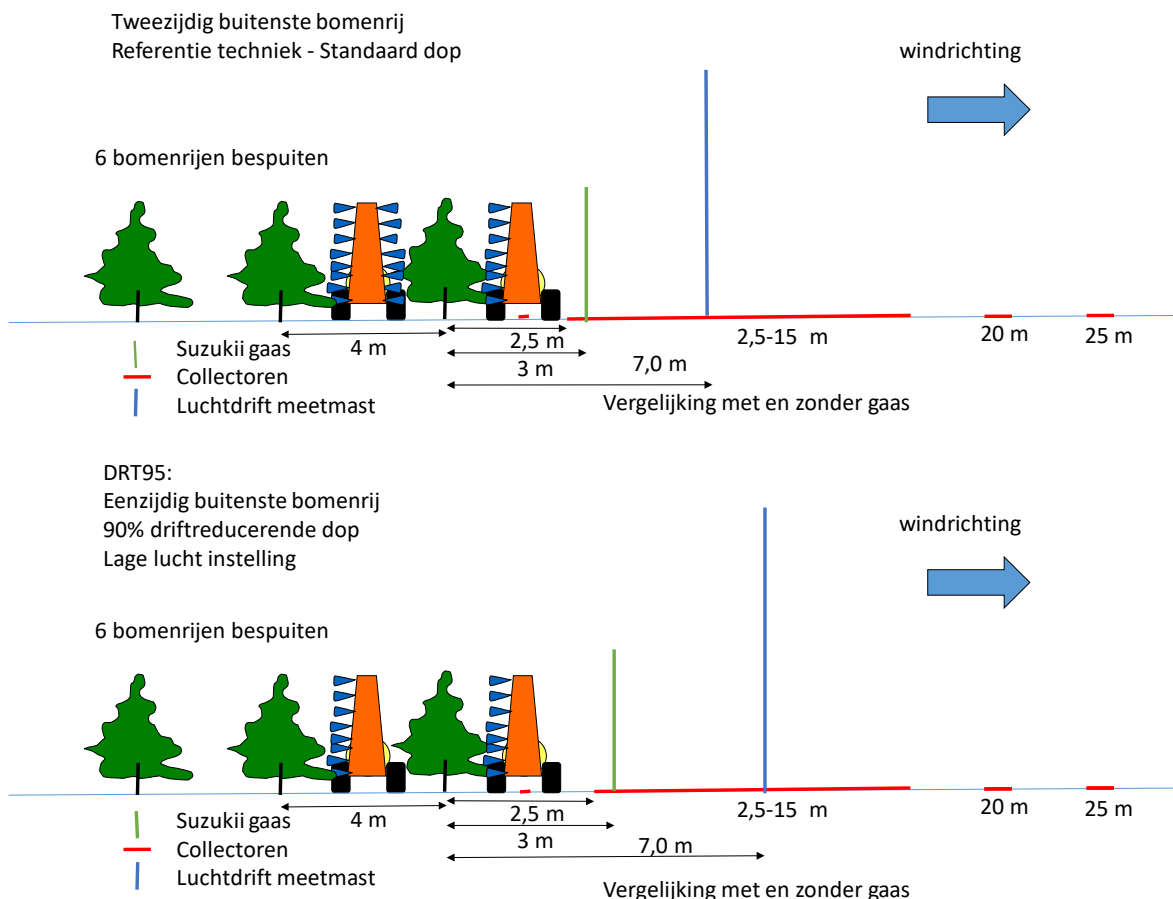 Tweezijdig buitenste bomenrij
Referentie techniek - Standaard dop
windrichting
6 bomenrijen bespuiten
4 m
2,5 m
2,5-15 m
20 m
25 m
3 m
7,0 m
Suzukii gaas
Collectoren
Luchtdrift meetmast
Vergelijking met en zonder gaas
DRT95:
Eenzijdig buitenste bomenrij
90% driftreducerende dop
Lage lucht instelling
windrichting
6 bomenrijen bespuiten
4 m
2,5 m
2,5-15 m
20 m
25 m
3 m
7,0 m
Suzukii gaas
Collectoren
Luchtdrift meetmast
Vergelijking met en zonder gaas